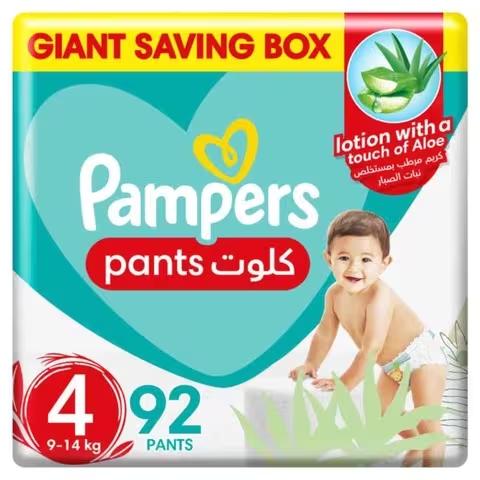 GIANT SAVING BOX
lotion with a
touch of Aloe
كريم مرطب بمستخلص
نبات الصبار
Pampers
pants كلوت
4
9-14 kg
92
PANTS